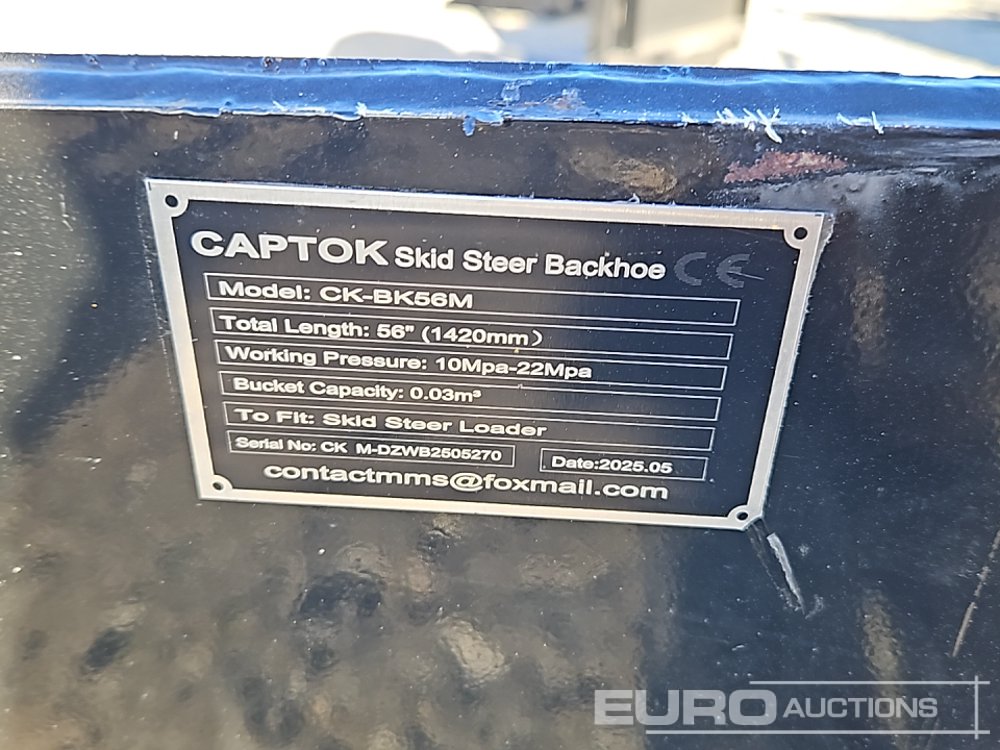 CAPTOK Skid Steer Backhoe CE
Model: CK-BK56M
Total Length: 56" (1420mm）
Working Pressure: 10Mpa-22Mpa
Bucket Capacity: 0.03m³
To Fit: Skid Steer Loader
Serial No: CK M-DZWB2505270 Date:2025.05
contactmms@foxmail.com
EURO AUCTIONS